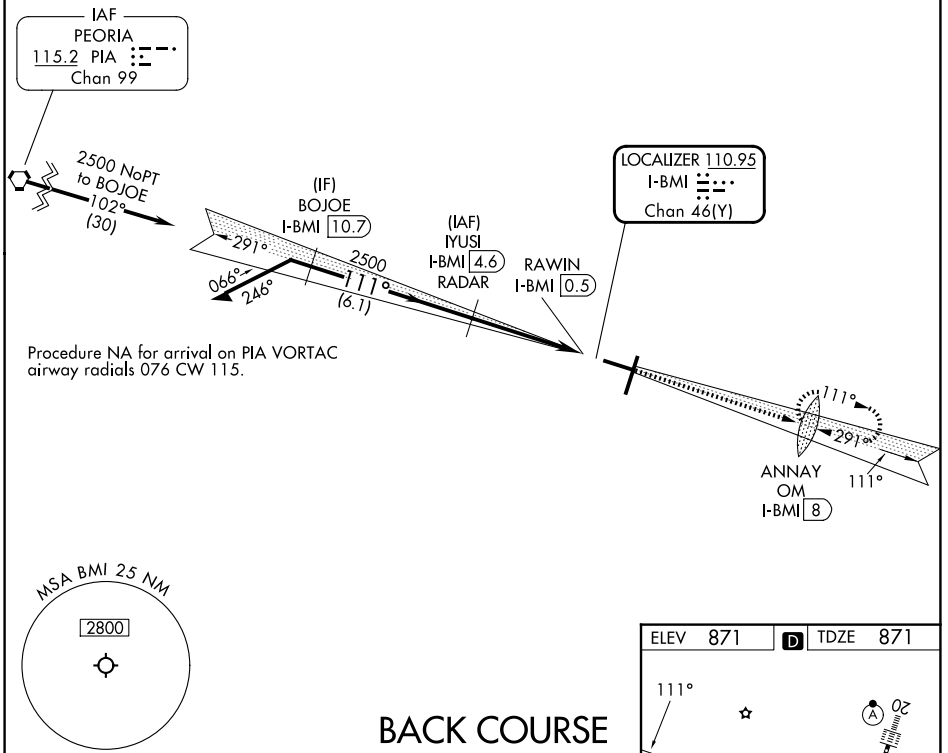 IAF
PEORIA
115.2 PIA
Chan 99
2500 NoPT
to BOJOE
102°
(30)
(IF)
BOJOE
I-BMI 10.7
(IAF)
IYUSI
I-BMI 4.6
RADAR
RAWIN
I-BMI 0.5
LOCALIZER 110.95
I-BMI
Chan 46(Y)
291°
066°
246°
2500
111°
(6.1)
Procedure NA for arrival on PIA VORTAC
airway radials 076 CW 115.
111°
291°
111°
ANNAY
OM
I-BMI 8
MSA BMI 25 NM
2800
BACK COURSE
ELEV 871 D TDZE 871
111°
A
20